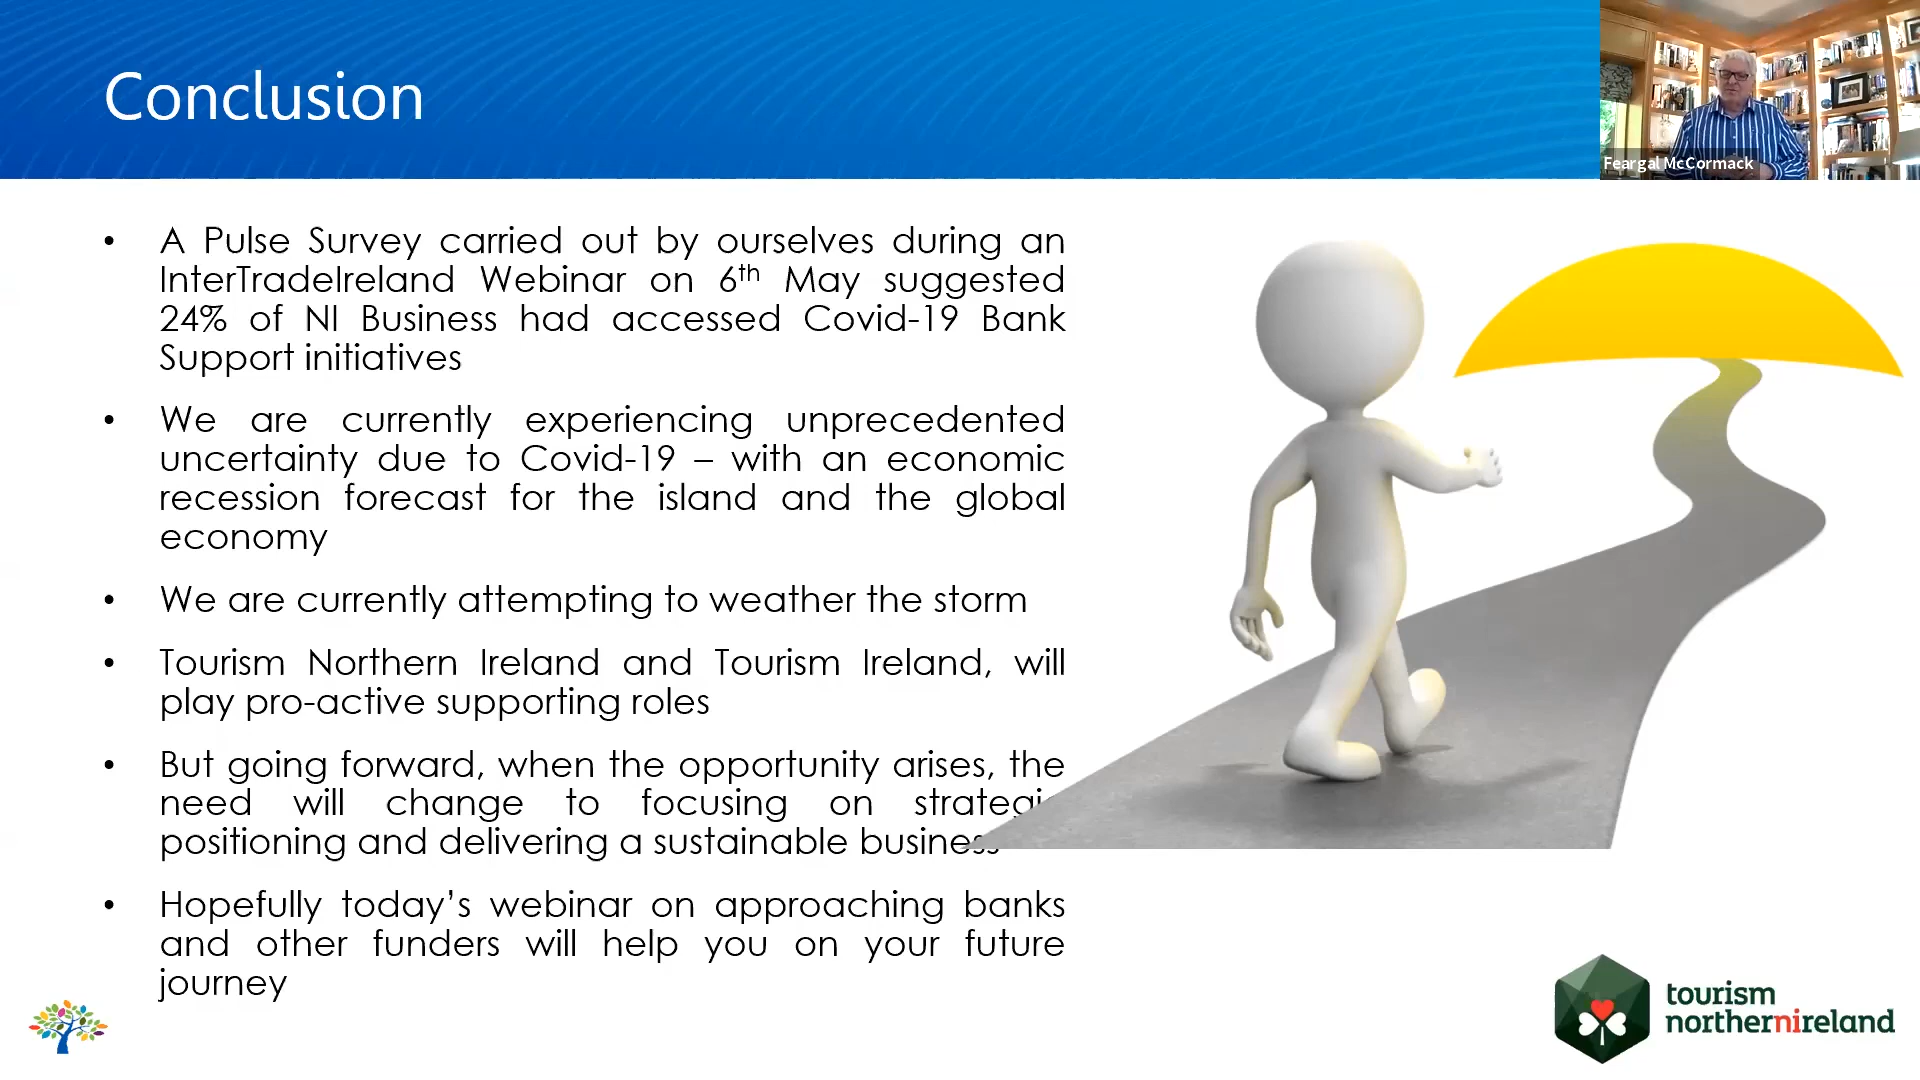 Conclusion
Feargal McCormack
• A Pulse Survey carried out by ourselves during an
InterTradeIreland Webinar on 6th May suggested
24% of NI Business had accessed Covid-19 Bank
Support initiatives
• We are currently experiencing unprecedented
uncertainty due to Covid-19 – with an economic
recession forecast for the island and the global
economy
• We are currently attempting to weather the storm
• Tourism Northern Ireland and Tourism Ireland, will
play pro-active supporting roles
• But going forward, when the opportunity arises, the
need will change to focusing on strategic
positioning and delivering a sustainable business
• Hopefully today's webinar on approaching banks
and other funders will help you on your future
journey
tourism
northernireland